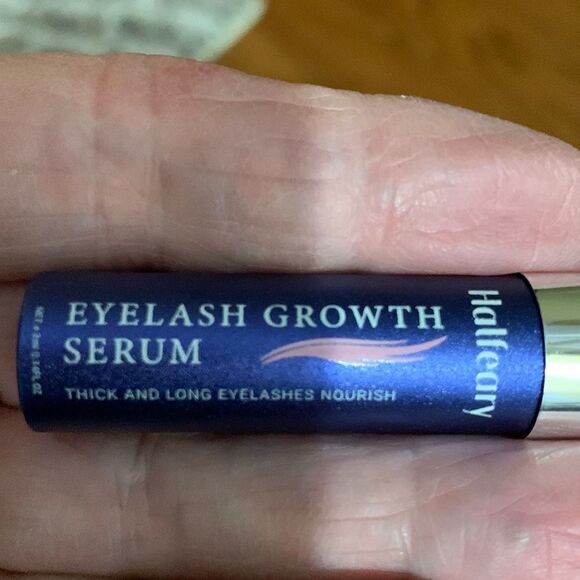 EYELASH GROWTH
SERUM
THICK AND LONG EYELASHES NOURISH
Halfeary